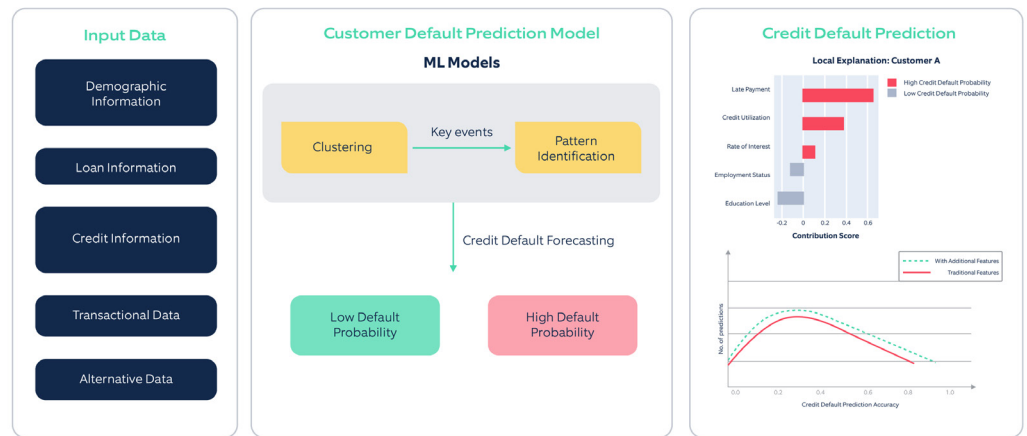 Input Data
Demographic
Information
Loan Information
Credit Information
Transactional Data
Alternative Data
Customer Default Prediction Model
ML Models
Clustering
Key events
Pattern
Identification
Credit Default Forecasting
Low Default
Probability
High Default
Probability
Credit Default Prediction
Local Explanation: Customer A
Late Payment
Credit Utilization
Rate of Interest
Employment Status
Education Level
-0.2 0 0.2 0.4 0.6
Contribution Score
High Credit Default Probability
Low Credit Default Probability
With Additional Features
Traditional Features
No. of predictions
0.0 0.2 0.4 0.6 0.8 1.0
Credit Default Prediction Accuracy